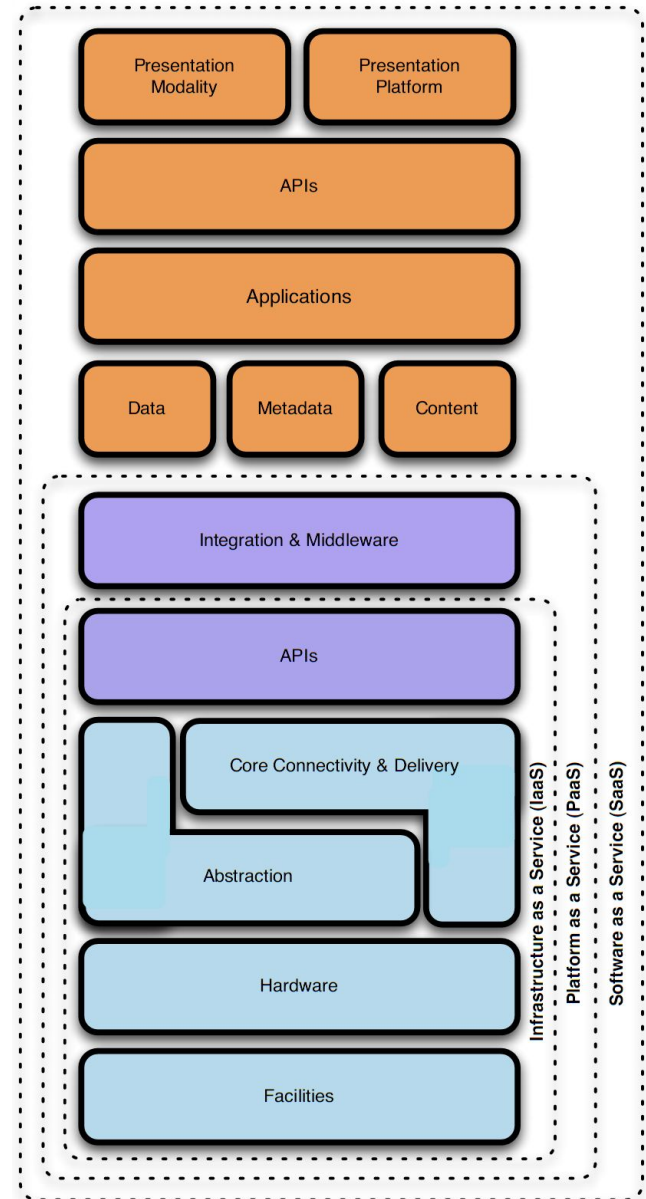 Presentation
Modality
Presentation
Platform
APIs
Applications
Data
Metadata
Content
Integration & Middleware
APIs
Core Connectivity & Delivery
Abstraction
Hardware
Facilities
Infrastructure as a Service (IaaS)
Platform as a Service (PaaS)
Software as a Service (SaaS)